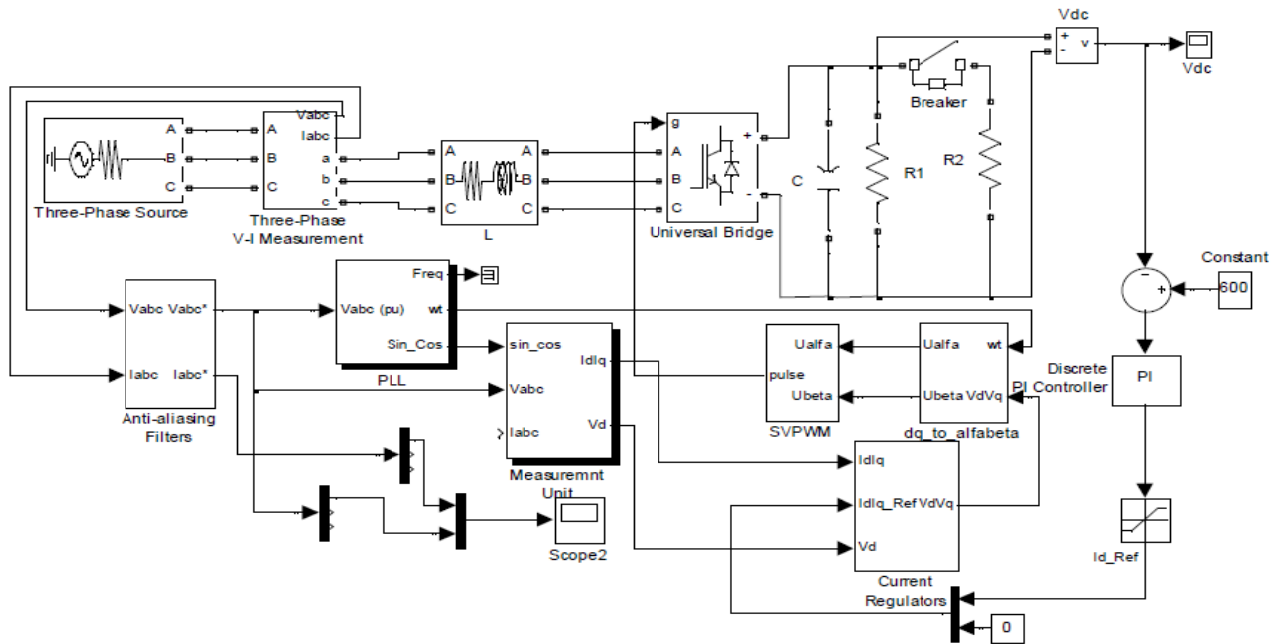 Vdc
+
-
v
Vdc
Breaker
Vabc
Iabc
A
B
C
A
B
C
a
b
c
Three-Phase Source
Three-Phase
V-I Measurement
A
B
C
A
B
C
L
g
A
B
C
+
-
Universal Bridge
C
R1
R2
Constant
600
-
+
Vabc Vabc*
Iabc Iabc*
Anti-aliasing
Filters
Vabc (pu)
Freq
wt
Sin_Cos
PLL
sin_cos
Vabc
Iabc
IdIq
Vd
Measuremnt
Unit
Ualfa
pulse
Ubeta
SVPWM
Ualfa wt
Ubeta VdVq
dq_to_alfabeta
Discrete
PI Controller
PI
IdIq
IdIq_Ref VdVq
Vd
Current
Regulators
Id_Ref
Scope2
0